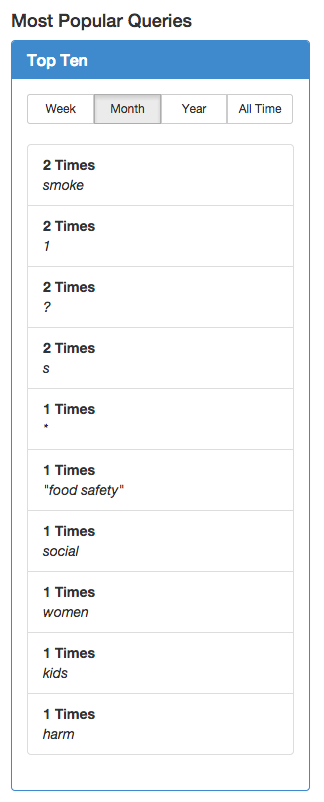 Most Popular Queries
Top Ten
Week Month Year All Time
2 Times
smoke
2 Times
1
2 Times
?
2 Times
s
1 Times
*
1 Times
"food safety"
1 Times
social
1 Times
women
1 Times
kids
1 Times
harm